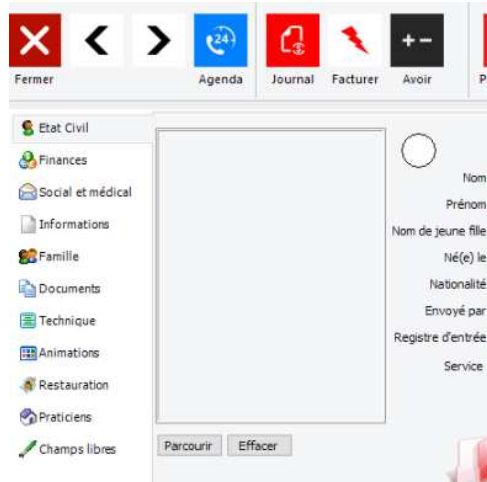 24
Fermer Agenda Journal Facturer Avoir P
Etat Civil
Finances
Social et médical
Informations
Famille
Documents
Technique
Animations
Restauration
Praticiens
Champs libres
Nom
Prénom
Nom de jeune fille
Né(e) le
Nationalité
Envoyé par
Registre d'entrée
Service
Parcourir Effacer